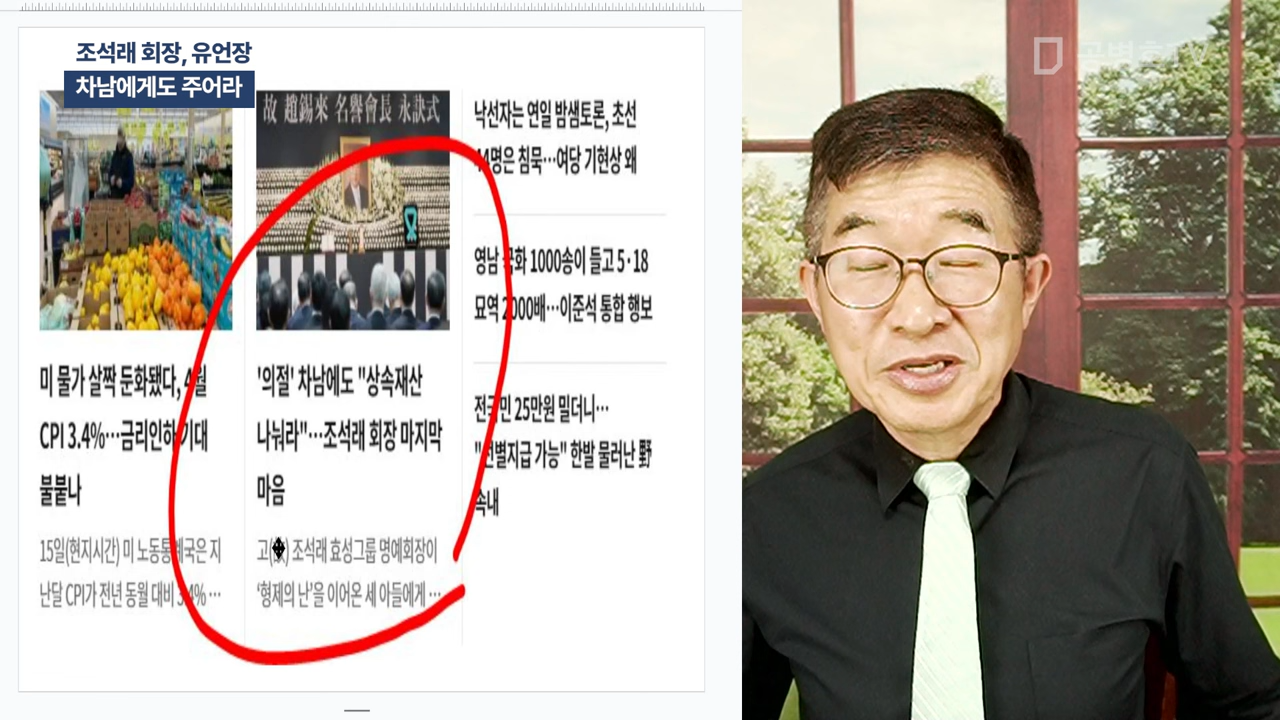 조석래 회장, 유언장
차남에게도 주어라
공병호TV
故 趙錫來 名譽會長 永訣式
미 물가 살짝 둔화됐다, 4월
CPI 3.4%…금리인하 기대
불붙나
15일(현지시간) 미 노동통계국은 지
난달 CPI가 전년 동월 대비 3.4% …
'의절' 차남에도 "상속재산
나눠라"…조석래 회장 마지막
마음
고(故) 조석래 효성그룹 명예회장이
'형제의 난'을 이어온 세 아들에게 …
낙선자는 연일 밤샘토론, 초선
44명은 침묵…여당 기현상 왜
영남 국화 1000송이 들고 5·18
묘역 2000배…이준석 통합 행보
전국민 25만원 밀더니…
"선별지급 가능" 한발 물러난 野
속내